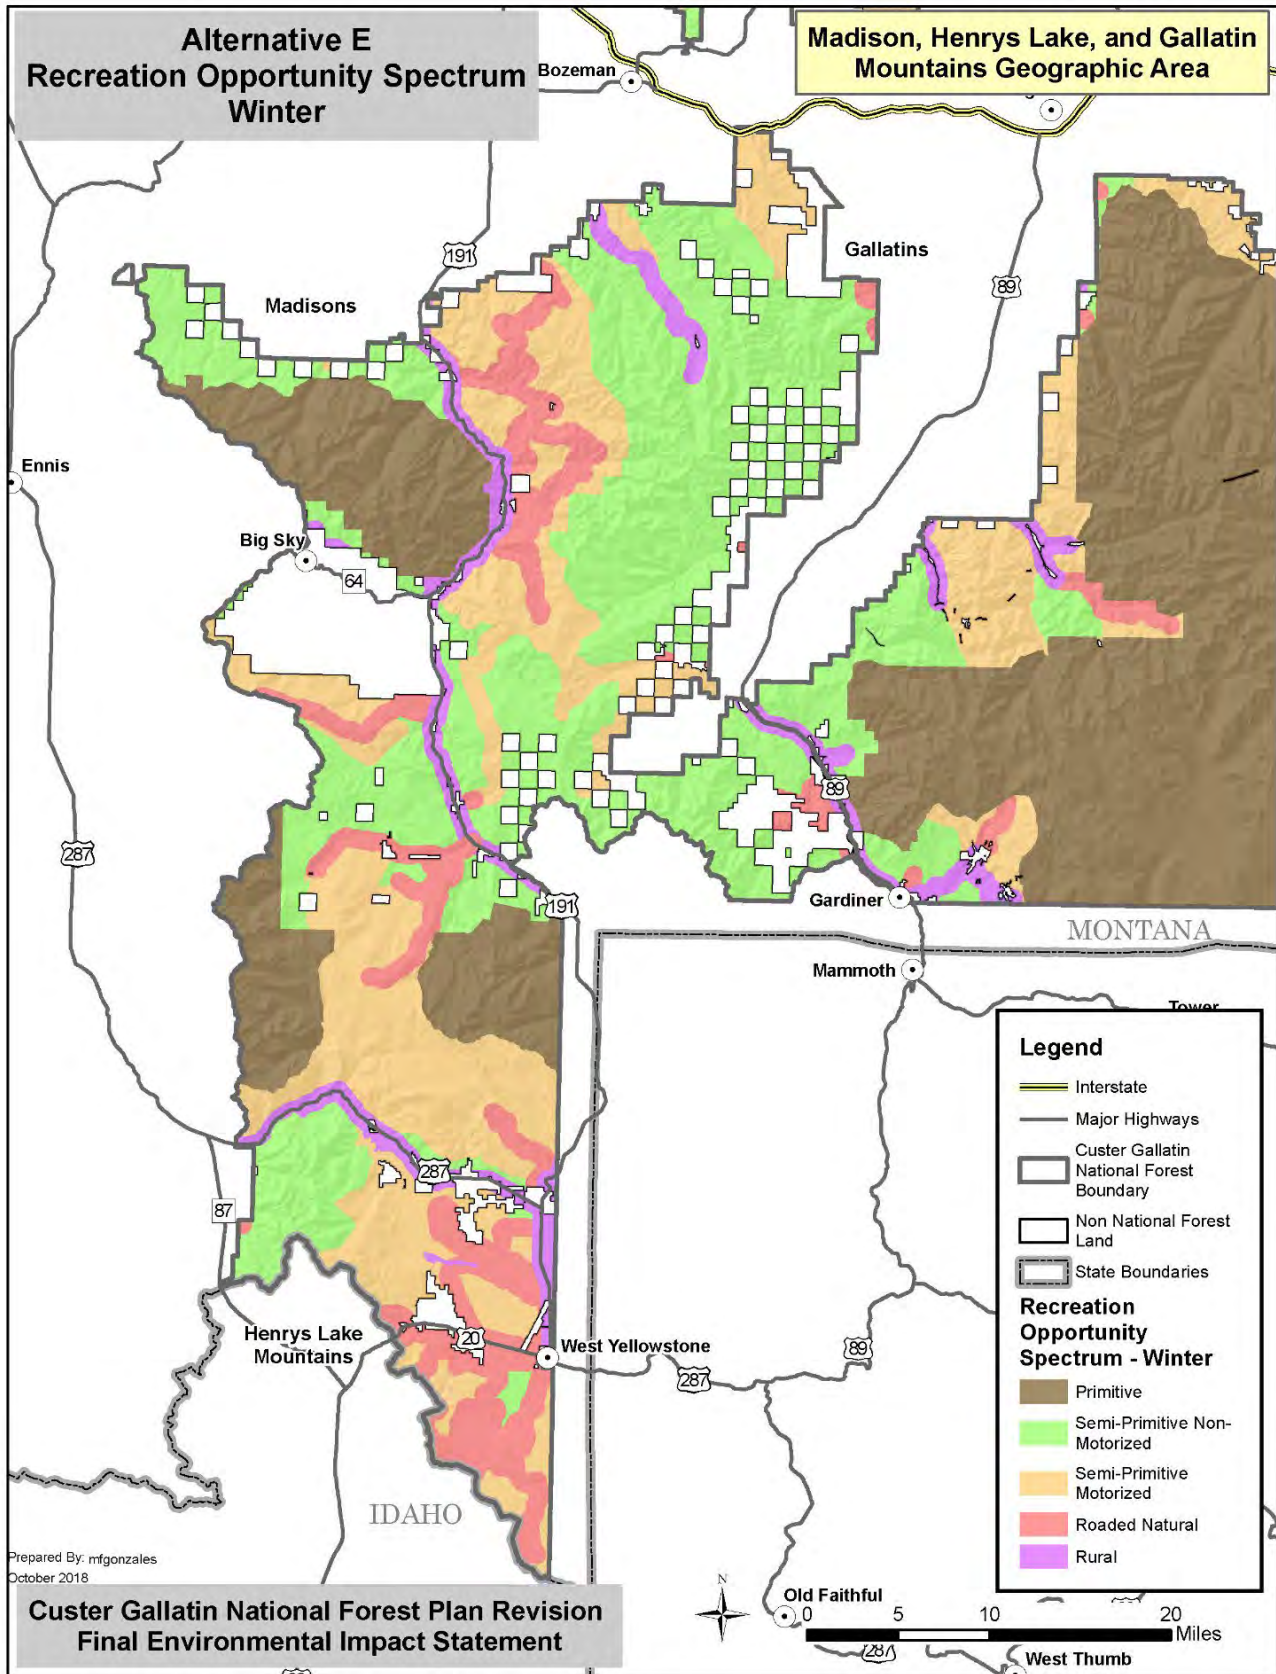 Alternative E
Recreation Opportunity Spectrum
Winter
Madison, Henrys Lake, and Gallatin
Mountains Geographic Area
Bozeman
Gallatins
191
89
Madisons
Ennis
Big Sky
64
89
287
191
Gardiner
MONTANA
Mammoth
Tower
287
87
Henrys Lake
Mountains
20
West Yellowstone
89
287
IDAHO
Legend
Interstate
Major Highways
Custer Gallatin
National Forest
Boundary
Non National Forest
Land
State Boundaries
Recreation
Opportunity
Spectrum - Winter
Primitive
Semi-Primitive Non-
Motorized
Semi-Primitive
Motorized
Roaded Natural
Rural
Prepared By: mfgonzales
October 2018
Custer Gallatin National Forest Plan Revision
Final Environmental Impact Statement
N
Old Faithful
0 5 10 20
Miles
287
West Thumb